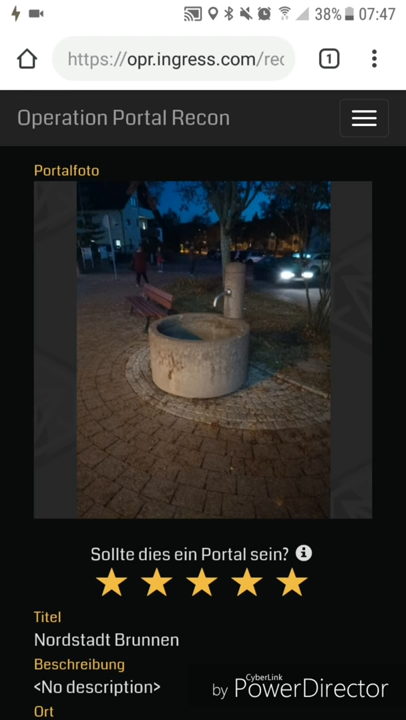 38% 07:47
https://opr.ingress.com/rec
1
Operation Portal Recon
Portalfoto
Sollte dies ein Portal sein?
Titel
Nordstadt Brunnen
Beschreibung
<No description>
Ort
by CyberLink PowerDirector